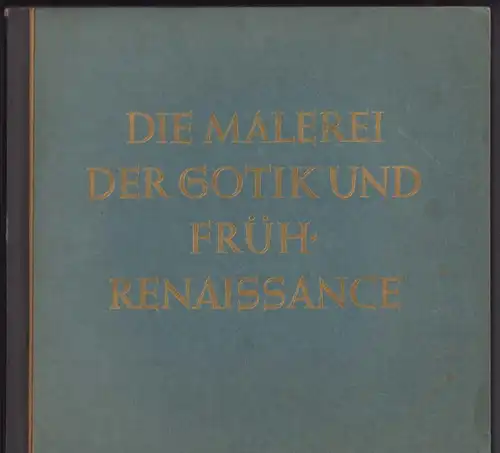 DIE MALEREI
DER GOTIK UND
FRÜH-
RENAISSANCE